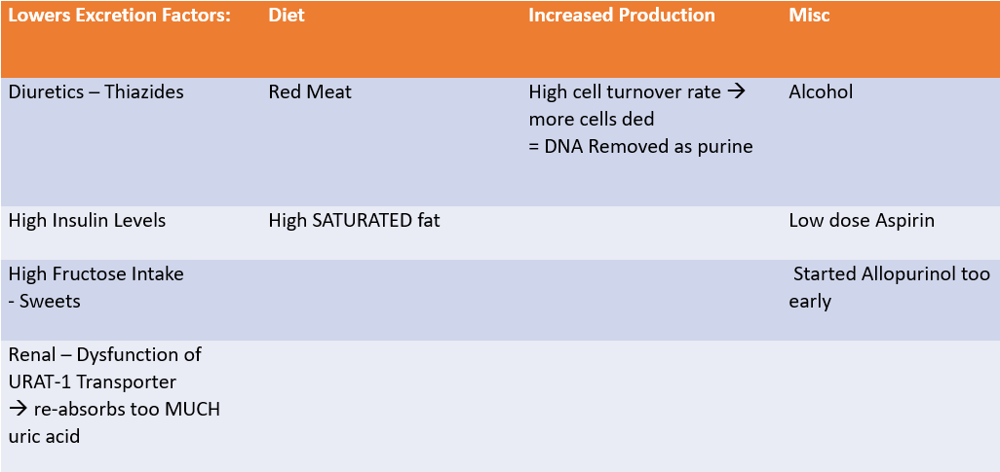 Lowers Excretion Factors:
Diet
Increased Production
Misc
Diuretics – Thiazides
Red Meat
High cell turnover rate →
more cells ded
= DNA Removed as purine
Alcohol
High Insulin Levels
High SATURATED fat
Low dose Aspirin
High Fructose Intake
- Sweets
Started Allopurinol too
early
Renal – Dysfunction of
URAT-1 Transporter
→ re-absorbs too MUCH
uric acid